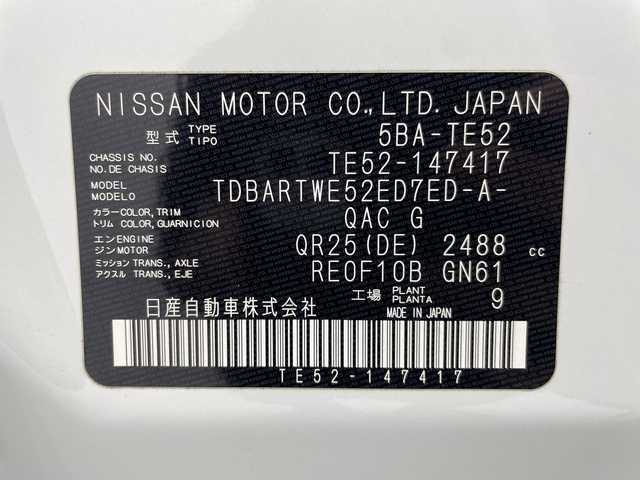 NISSAN MOTOR CO.,LTD. JAPAN
型式 TYPE TIPO 5BA-TE52
CHASSIS NO. NO.DE CHASIS TE52-147417
MODEL MODELO TDBARTWE52ED7ED-A-
カラー COLOR, TRIM トリム COLOR, GUARNICION QAC G
エンジン ENGINE MOTOR QR25(DE) 2488 cc
ミッション TRANS., AXLE アクスル TRANS., EJE RE0F10B GN61
工場 PLANT PLANTA 9
日産自動車株式会社 MADE IN JAPAN
TE52-147417